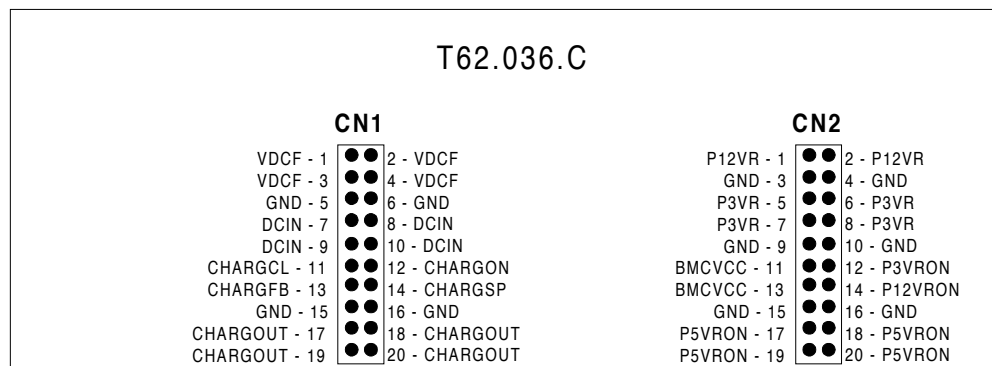 T62.036.C
CN1
VDCF - 1 2 - VDCF
VDCF - 3 4 - VDCF
GND - 5 6 - GND
DCIN - 7 8 - DCIN
DCIN - 9 10 - DCIN
CHARGCL - 11 12 - CHARGON
CHARGFB - 13 14 - CHARGSP
GND - 15 16 - GND
CHARGOUT - 17 18 - CHARGOUT
CHARGOUT - 19 20 - CHARGOUT
CN2
P12VR - 1 2 - P12VR
GND - 3 4 - GND
P3VR - 5 6 - P3VR
P3VR - 7 8 - P3VR
GND - 9 10 - GND
BMCVCC - 11 12 - P3VRON
BMCVCC - 13 14 - P12VRON
GND - 15 16 - GND
P5VRON - 17 18 - P5VRON
P5VRON - 19 20 - P5VRON